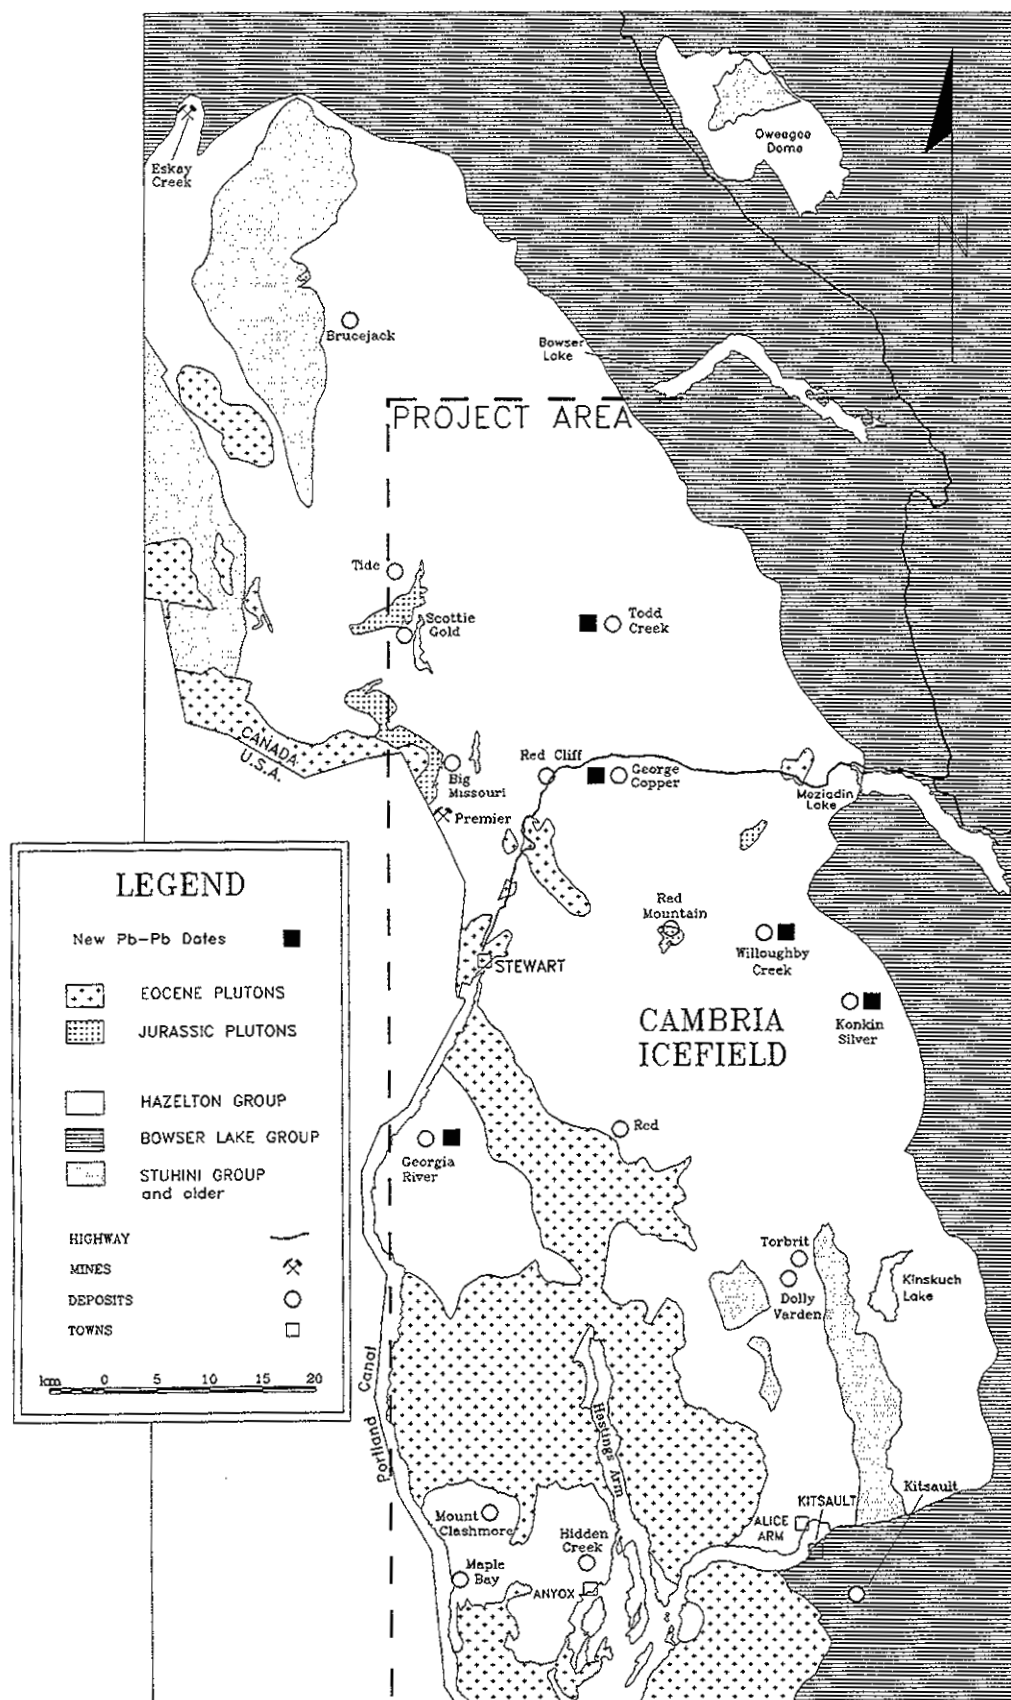 Oweegee
Dome
Eskay
Creek
N
Brucejack
Bowser
Lake
PROJECT AREA
Tide
Scottie
Gold
Todd
Creek
CANADA
U.S.A.
Red Cliff
George
Copper
Big
Missouri
Meziadin
Lake
Premier
LEGEND
New Pb-Pb Dates
EOCENE PLUTONS
JURASSIC PLUTONS
HAZELTON GROUP
BOWSER LAKE GROUP
STUHINI GROUP
and older
HIGHWAY
MINES
DEPOSITS
TOWNS
km 0 5 10 15 20
Red
Mountain
Willoughby
Creek
STEWART
CAMBRIA
ICEFIELD
Konkin
Silver
Red
Georgia
River
Torbrit
Dolly
Varden
Kinskuch
Lake
Portland Canal
Hastings Arm
Kitsault
KITSAULT
ALICE
ARM
Mount
Clashmore
Hidden
Creek
Maple
Bay
ANYOX